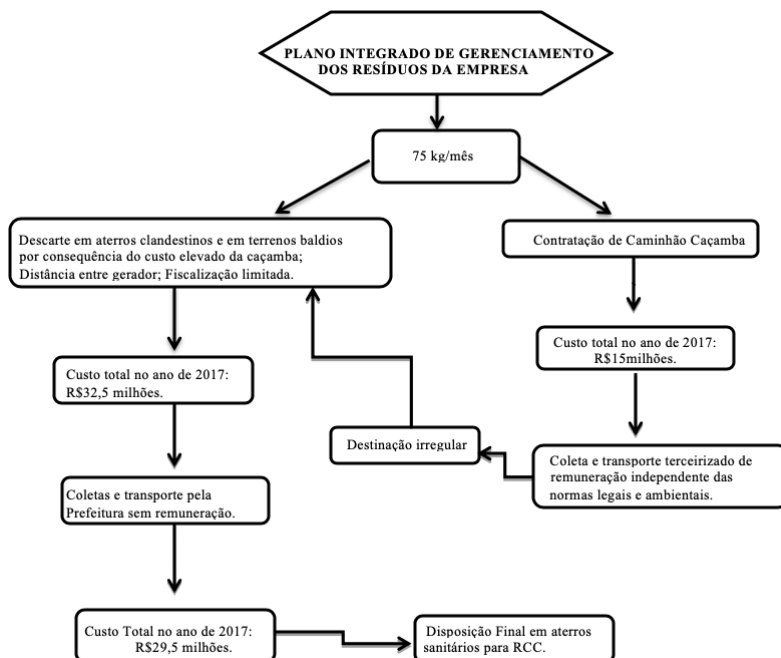 PLANO INTEGRADO DE GERENCIAMENTO
DOS RESÍDUOS DA EMPRESA
75 kg/mês
Descarte em aterros clandestinos e em terrenos baldios
por consequência do custo elevado da caçamba;
Distância entre gerador; Fiscalização limitada.
Contratação de Caminhão Caçamba
Custo total no ano de 2017:
R$15milhões.
Custo total no ano de 2017:
R$32,5 milhões.
Destinação irregular
Coleta e transporte terceirizado de
remuneração independente das
normas legais e ambientais.
Coletas e transporte pela
Prefeitura sem remuneração.
Custo Total no ano de 2017:
R$29,5 milhões.
Disposição Final em aterros
sanitários para RCC.